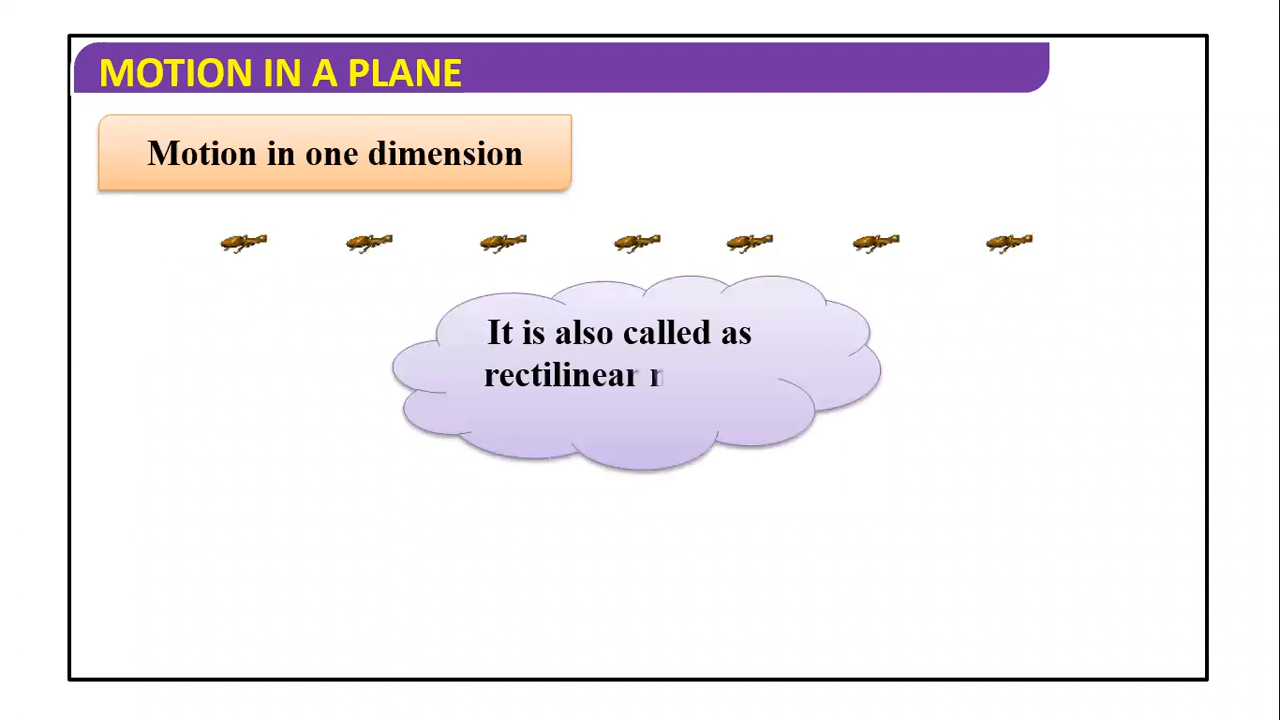 MOTION IN A PLANE
Motion in one dimension
It is also called as
rectilinear